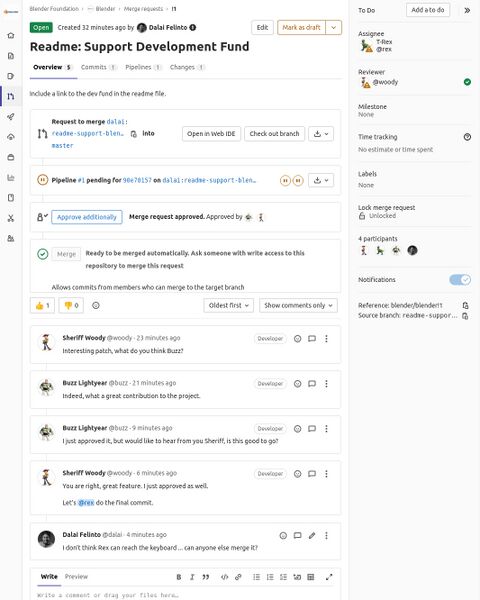 Blender Foundation › Blender › Merge requests › !1
Open Created 32 minutes ago by Dalai Felinto
Edit Mark as draft
Readme: Support Development Fund
Overview 5 Commits 1 Pipelines 1 Changes 1
Include a link to the dev fund in the readme file.
Request to merge dalai:
readme-support-blen… into
master
Open in Web IDE Check out branch
Pipeline #1 pending for 90e70157 on dalai:readme-support-blen…
Approve additionally Merge request approved. Approved by
Merge Ready to be merged automatically. Ask someone with write access to this
repository to merge this request
Allows commits from members who can merge to the target branch
👍 1 👎 0
Oldest first Show comments only
Sheriff Woody @woody · 23 minutes ago Developer
Interesting patch, what do you think Buzz?
Buzz Lightyear @buzz · 21 minutes ago Developer
Indeed, what a great contribution to the project.
Buzz Lightyear @buzz · 9 minutes ago Developer
I just approved it, but would like to hear from you Sheriff, is this good to go?
Sheriff Woody @woody · 6 minutes ago Developer
You are right, great feature. I just approved as well.
Let's @rex do the final commit.
Dalai Felinto @dalai · 4 minutes ago
I don't think Rex can reach the keyboard ... can anyone else merge it?
Write Preview
B I
Write a comment or drag your files here…
To Do Add a to do
Assignee
T-Rex
@rex
Reviewer
@woody
Milestone
None
Time tracking
No estimate or time spent
Labels
None
Lock merge request
Unlocked
4 participants
Notifications
Reference: blender/blender!1
Source branch: readme-suppor…